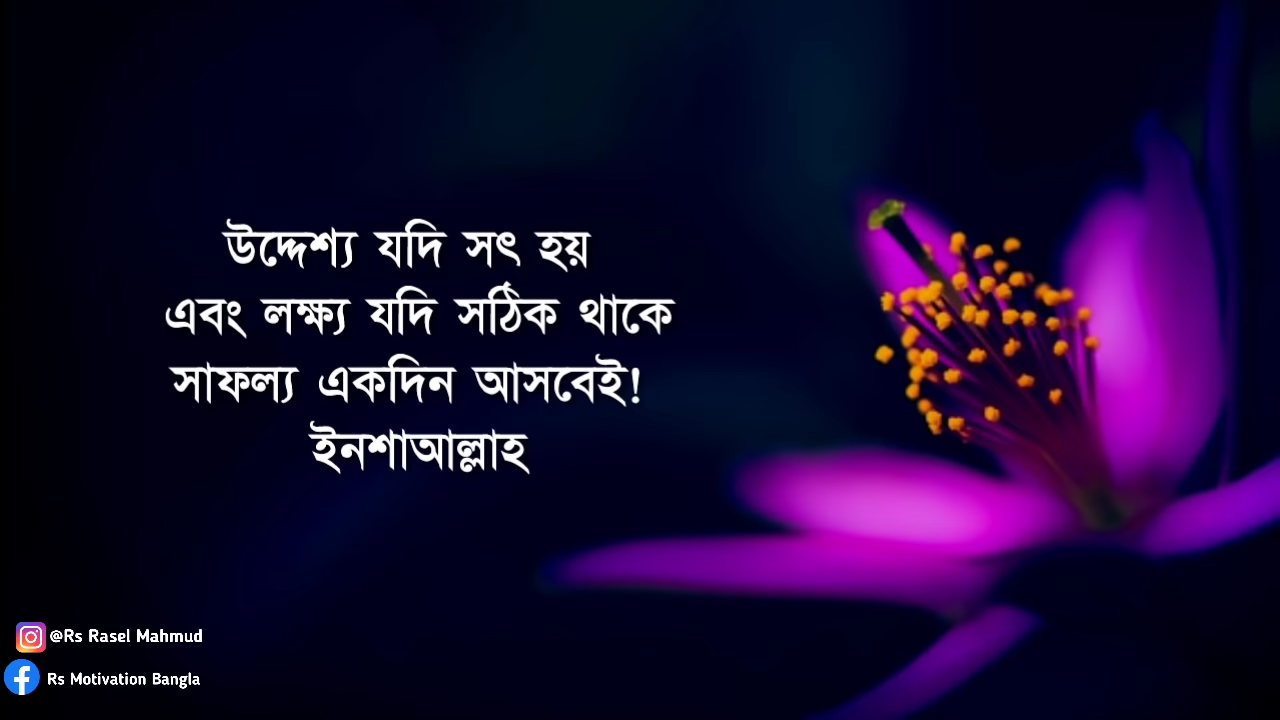 উদ্দেশ্য যদি সৎ হয়
এবং লক্ষ্য যদি সঠিক থাকে
সাফল্য একদিন আসবেই!
ইনশাআল্লাহ
@Rs Rasel Mahmud
Rs Motivation Bangla